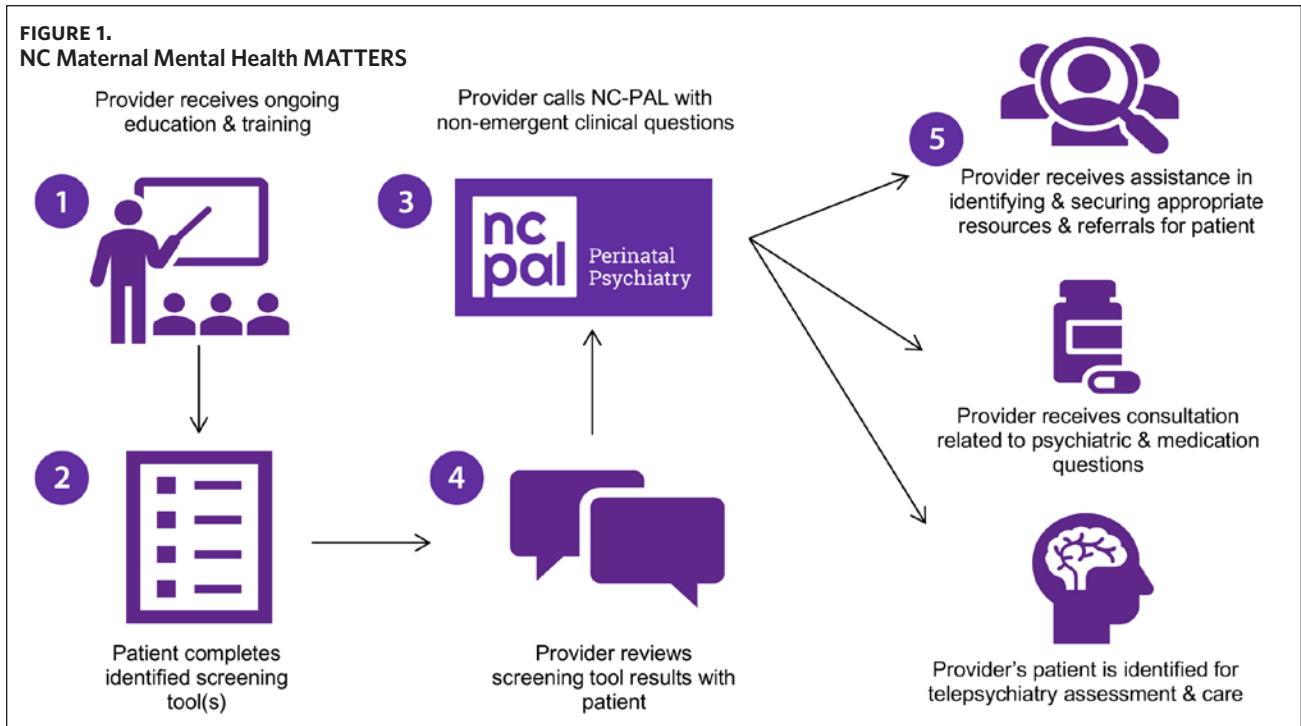 FIGURE 1.
NC Maternal Mental Health MATTERS
Provider receives ongoing
education & training
1
2
Patient completes
identified screening
tool(s)
Provider calls NC-PAL with
non-emergent clinical questions
3
nc
pal
Perinatal
Psychiatry
4
Provider reviews
screening tool results with
patient
5
Provider receives assistance in
identifying & securing appropriate
resources & referrals for patient
Provider receives consultation
related to psychiatric & medication
questions
Provider's patient is identified for
telepsychiatry assessment & care